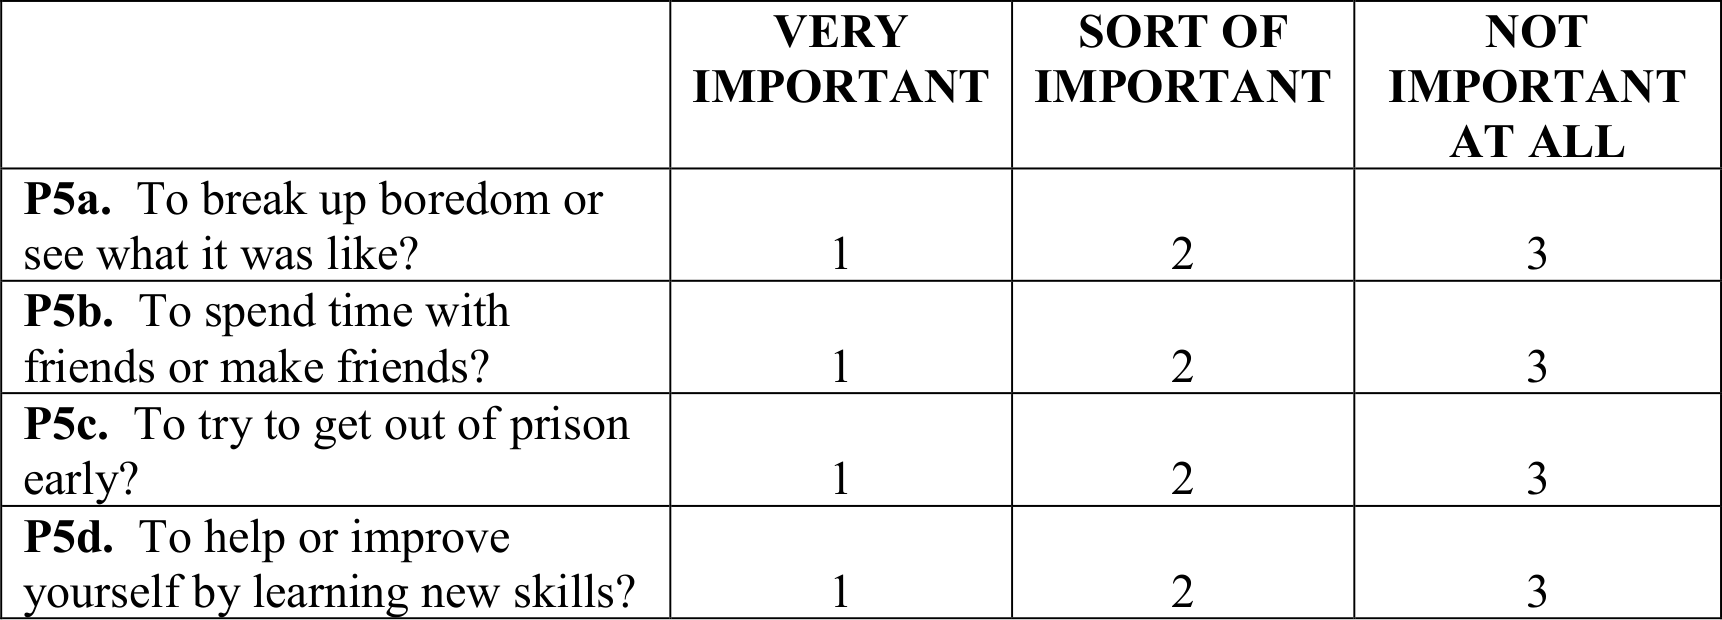 VERY IMPORTANT SORT OF IMPORTANT NOT IMPORTANT AT ALL
P5a. To break up boredom or
see what it was like? 1 2 3
P5b. To spend time with
friends or make friends? 1 2 3
P5c. To try to get out of prison
early? 1 2 3
P5d. To help or improve
yourself by learning new skills? 1 2 3